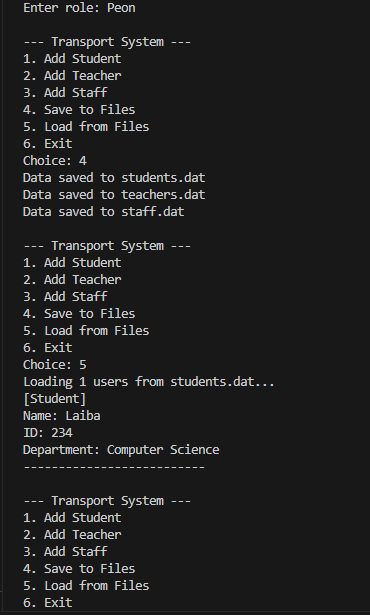 Enter role: Peon
--- Transport System ---
1. Add Student
2. Add Teacher
3. Add Staff
4. Save to Files
5. Load from Files
6. Exit
Choice: 4
Data saved to students.dat
Data saved to teachers.dat
Data saved to staff.dat
--- Transport System ---
1. Add Student
2. Add Teacher
3. Add Staff
4. Save to Files
5. Load from Files
6. Exit
Choice: 5
Loading 1 users from students.dat...
[Student]
Name: Laiba
ID: 234
Department: Computer Science
--------------------------
--- Transport System ---
1. Add Student
2. Add Teacher
3. Add Staff
4. Save to Files
5. Load from Files
6. Exit